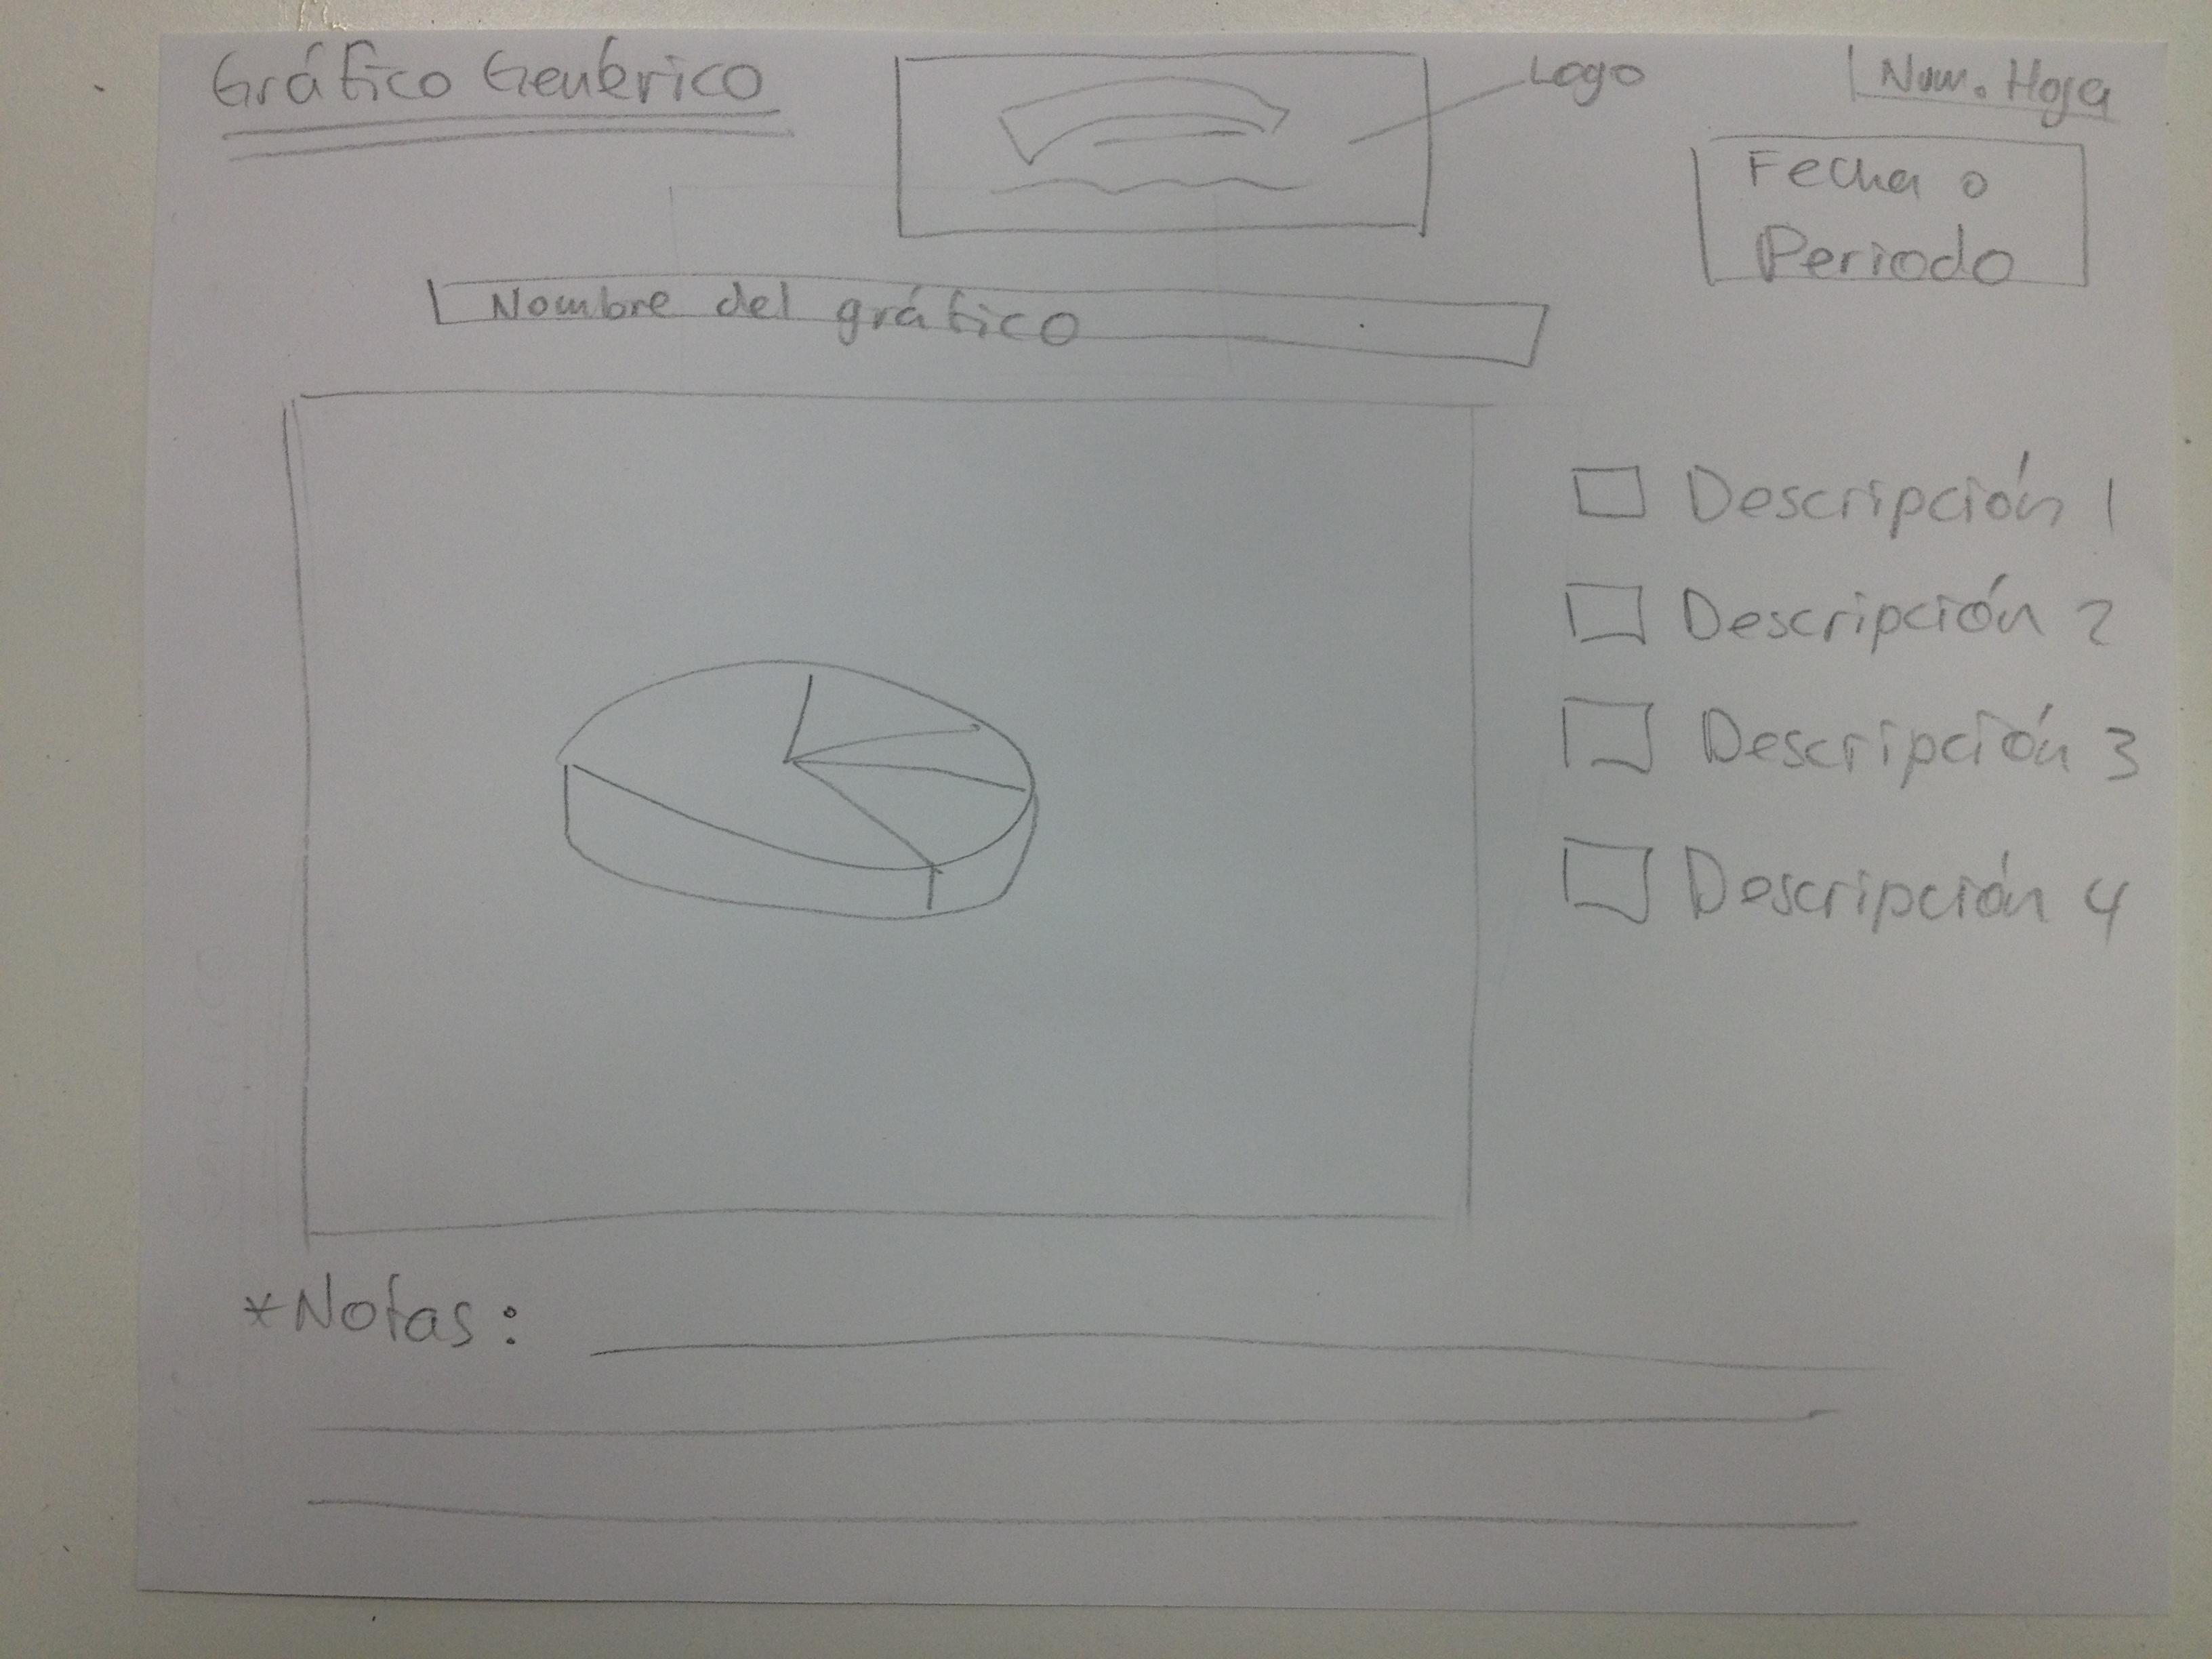 Gráfico Genérico
Logo
Num. Hoja
Fecha o
Periodo
Nombre del gráfico
Descripción 1
Descripción 2
Descripción 3
Descripción 4
*Notas: